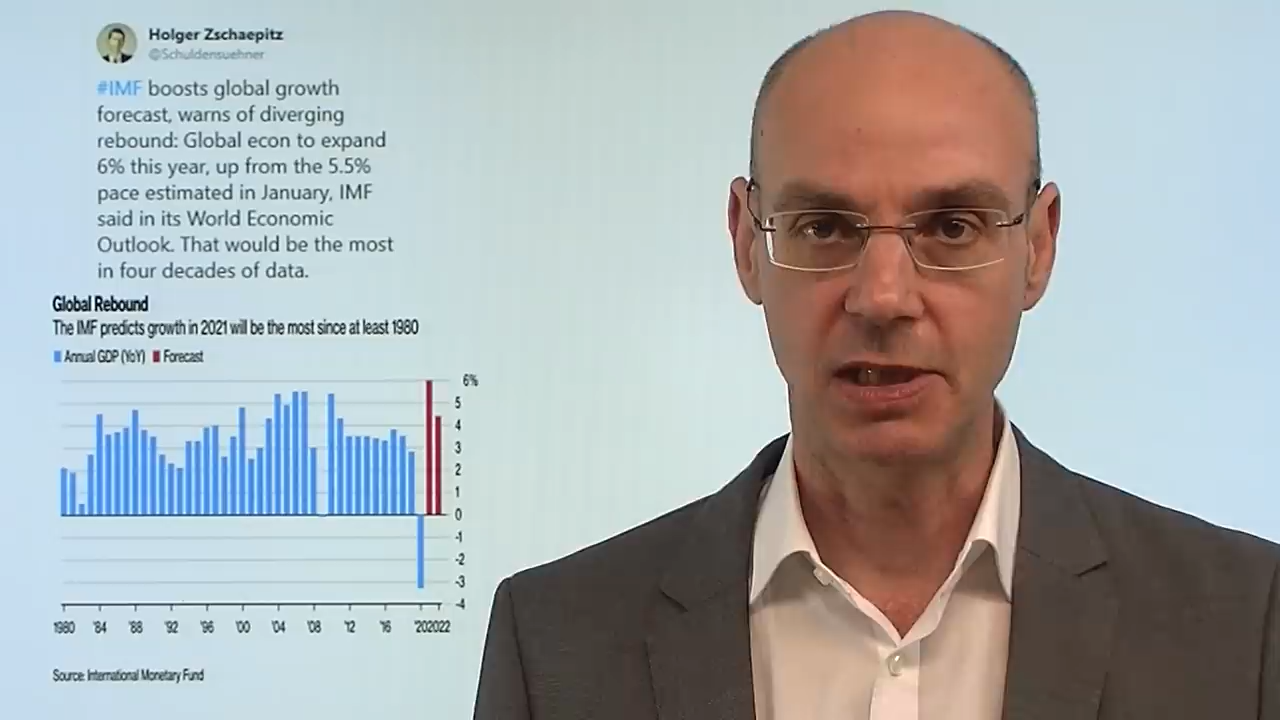 Holger Zschaepitz
@Schuldensuehner
#IMF boosts global growth
forecast, warns of diverging
rebound: Global econ to expand
6% this year, up from the 5.5%
pace estimated in January, IMF
said in its World Economic
Outlook. That would be the most
in four decades of data.
Global Rebound
The IMF predicts growth in 2021 will be the most since at least 1980
Annual GDP (YoY) Forecast
6%
5
4
3
2
1
0
-1
-2
-3
-4
1980 '84 '88 '92 '96 '00 '04 '08 '12 '16 '202022
Source: International Monetary Fund